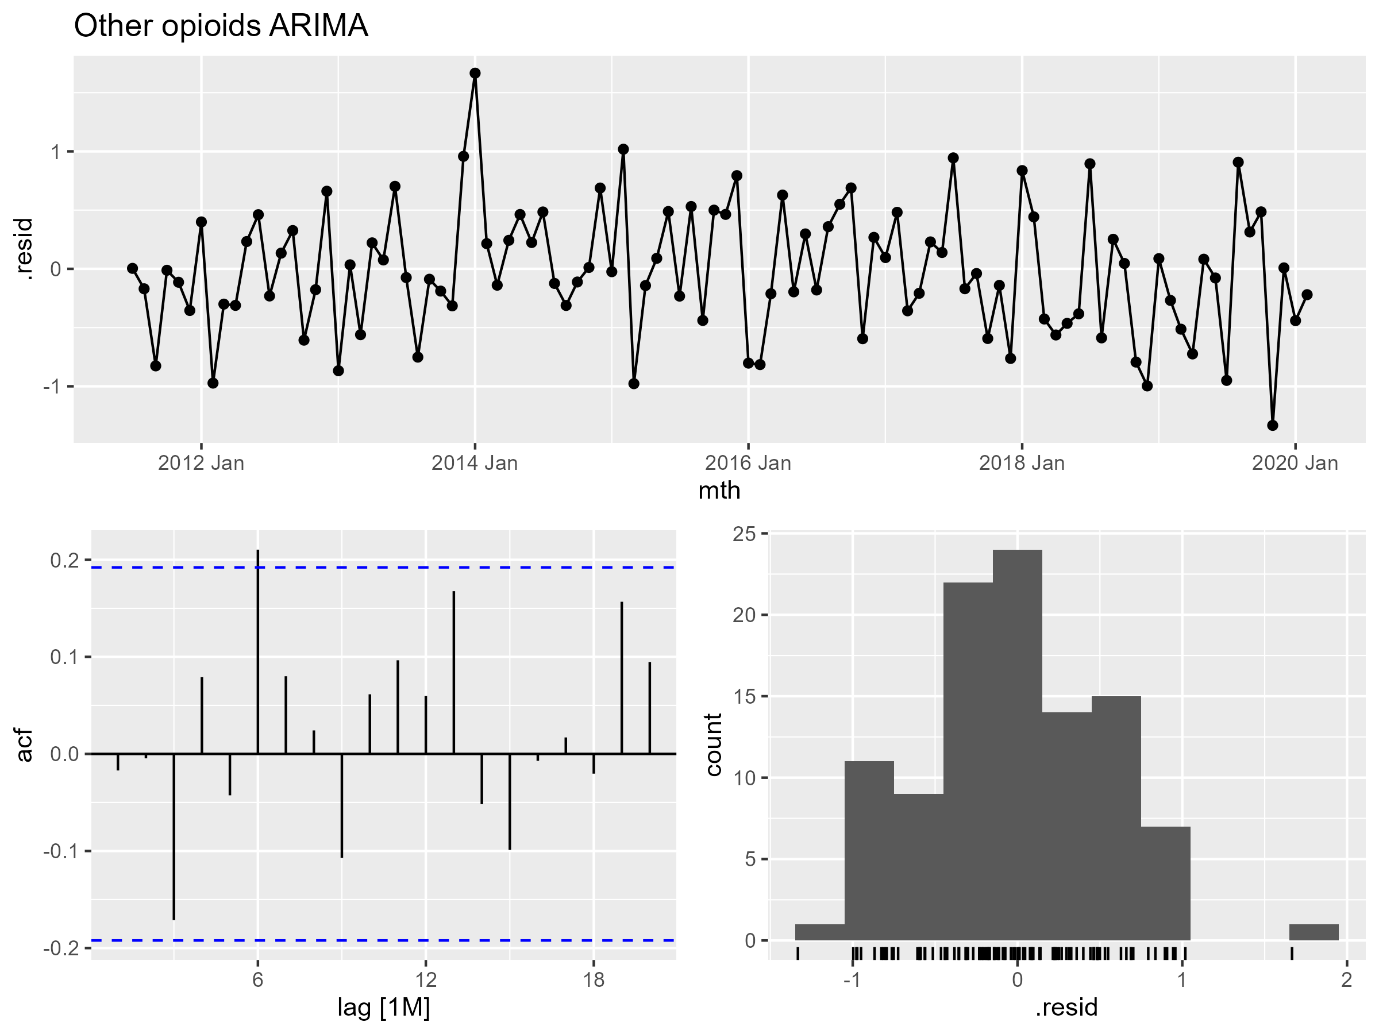 Other opioids ARIMA
.resid
1
0
-1
2012 Jan 2014 Jan 2016 Jan 2018 Jan 2020 Jan
mth
acf
0.2
0.1
0.0
-0.1
-0.2
6 12 18
lag [1M]
count
25
20
15
10
5
0
-1 0 1 2
.resid